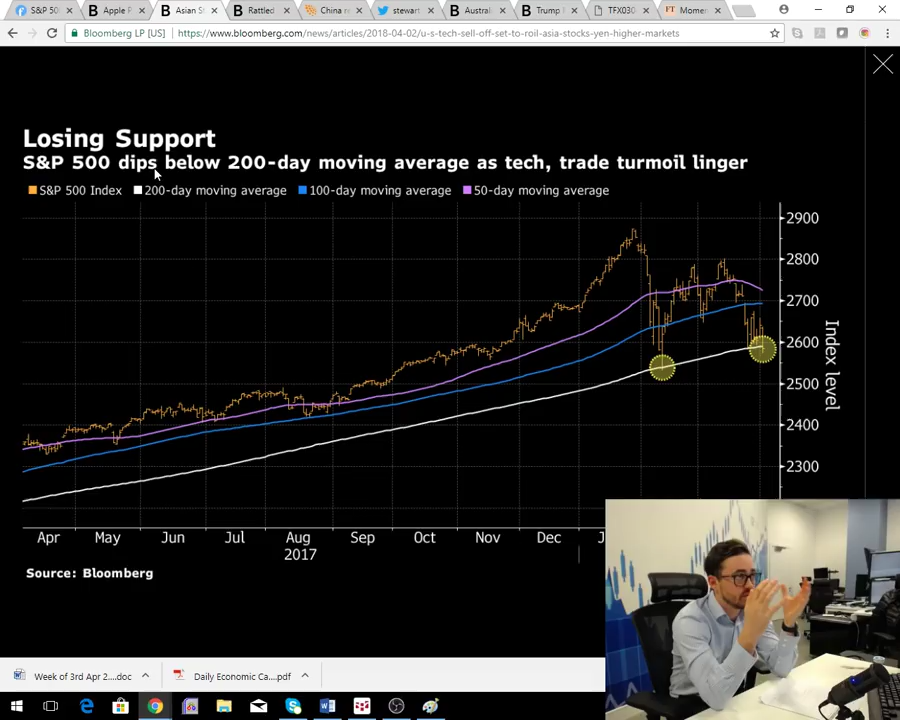 S&P 50
Apple P
Asian S
Rattled
China r
stewart
Austral
Trump
TFX030
FT Momen
Bloomberg LP [US] https://www.bloomberg.com/news/articles/2018-04-02/u-s-tech-sell-off-set-to-roil-asia-stocks-yen-higher-markets
Losing Support
S&P 500 dips below 200-day moving average as tech, trade turmoil linger
S&P 500 Index 200-day moving average 100-day moving average 50-day moving average
2900
2800
2700
2600
2500
2400
2300
Index level
Apr May Jun Jul Aug Sep Oct Nov Dec J
2017
Source: Bloomberg
Week of 3rd Apr 2....doc
Daily Economic Ca....pdf